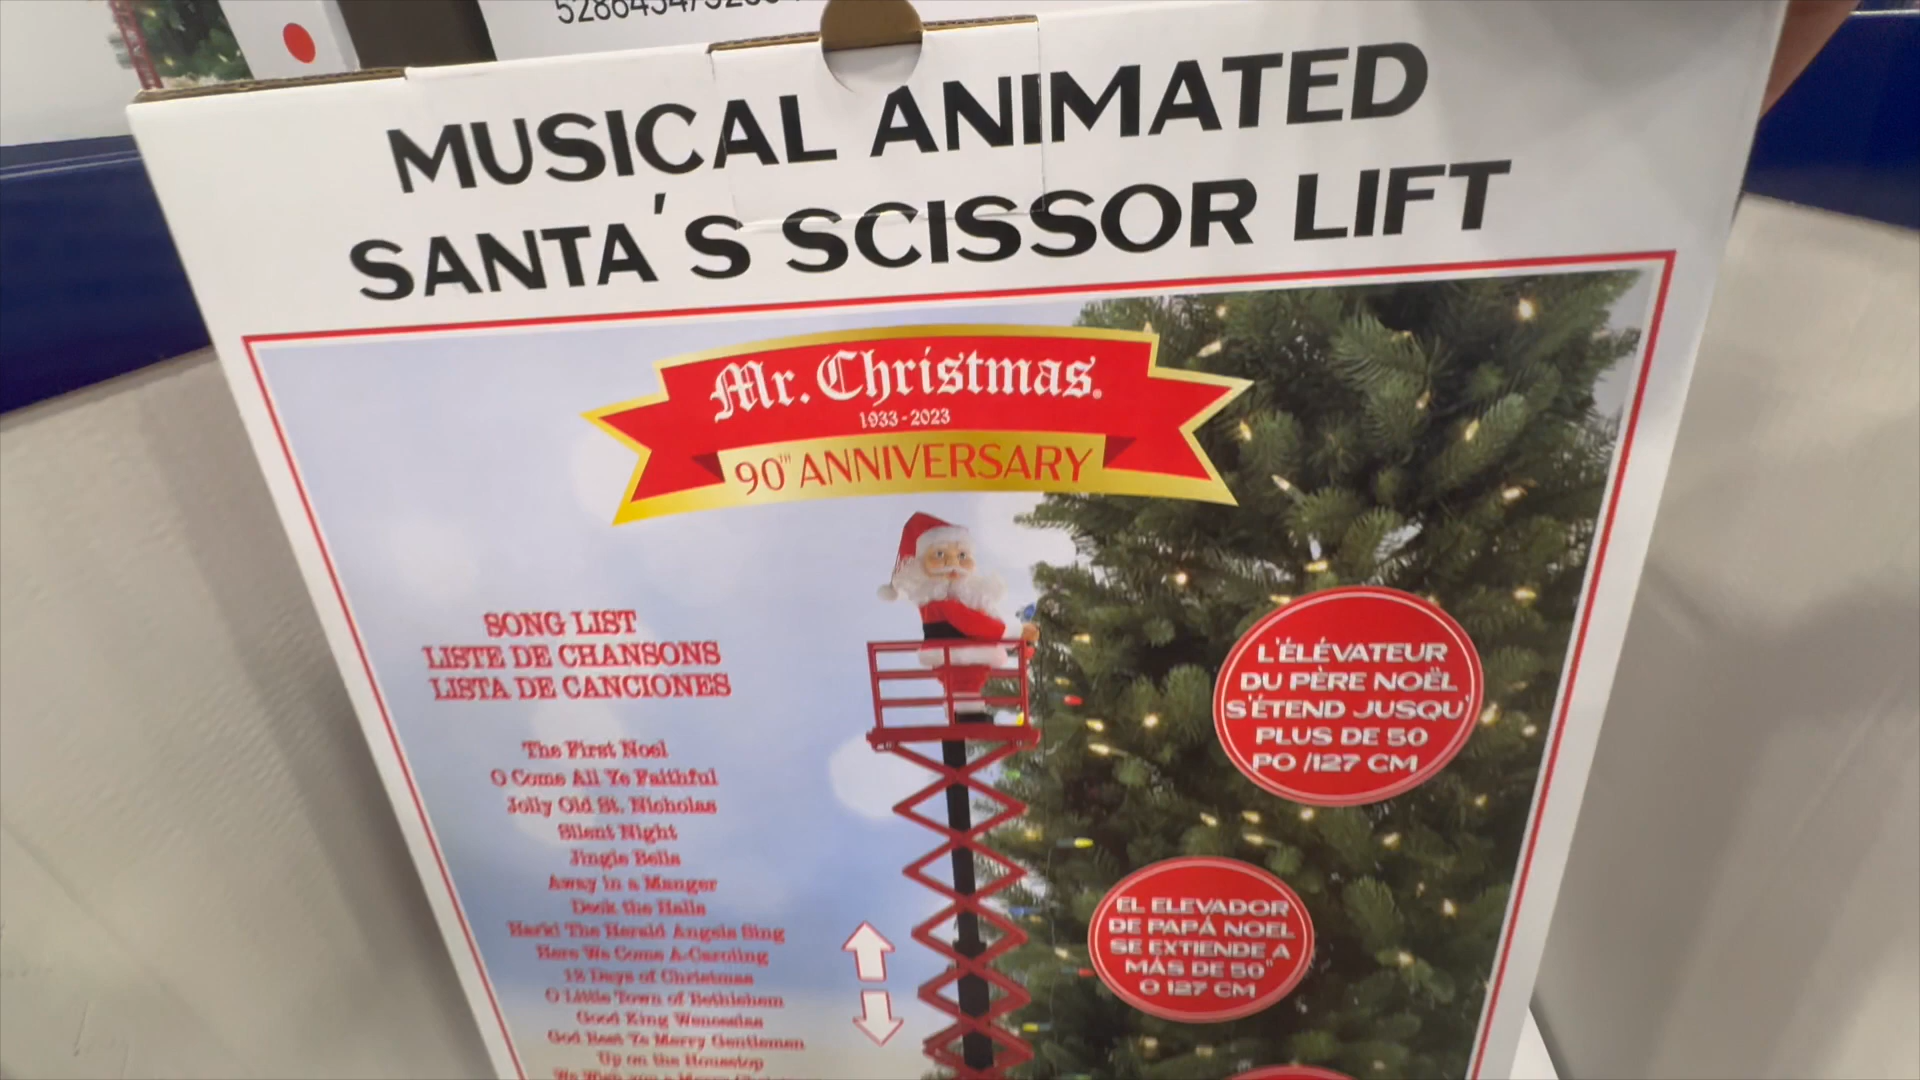 MUSICAL ANIMATED
SANTA'S SCISSOR LIFT
Mr. Christmas.
1933-2023
90TH ANNIVERSARY
SONG LIST
LISTE DE CHANSONS
LISTA DE CANCIONES
The First Noel
O Come All Ye Faithful
Jolly Old St. Nicholas
Silent Night
Jingle Bells
Away in a Manger
Deck the Halls
Hark! The Herald Angels Sing
Here We Come A-Caroling
12 Days of Christmas
O Little Town of Bethlehem
Good King Wenceslas
God Rest Ye Merry Gentlemen
Up on the Housetop
L'ÉLÉVATEUR
DU PÈRE NOËL
S'ÉTEND JUSQU'
PLUS DE 50
PO /127 CM
EL ELEVADOR
DE PAPÁ NOEL
SE EXTIENDE A
MÁS DE 50"
O 127 CM